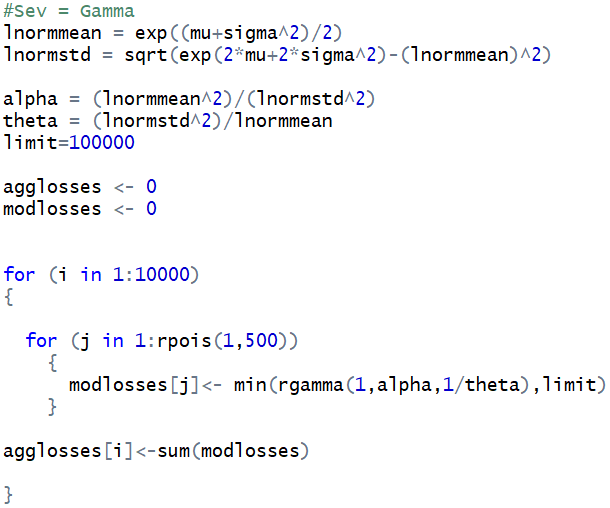 #Sev = Gamma
lnormmean = exp((mu+sigma^2)/2)
lnormstd = sqrt(exp(2*mu+2*sigma^2)-(lnormmean)^2)
alpha = (lnormmean^2)/(lnormstd^2)
theta = (lnormstd^2)/lnormmean
limit=100000
agglosses <- 0
modlosses <- 0
for (i in 1:10000)
{
for (j in 1:rpois(1,500))
{
modlosses[j]<- min(rgamma(1,alpha,1/theta),limit)
}
agglosses[i]<-sum(modlosses)
}